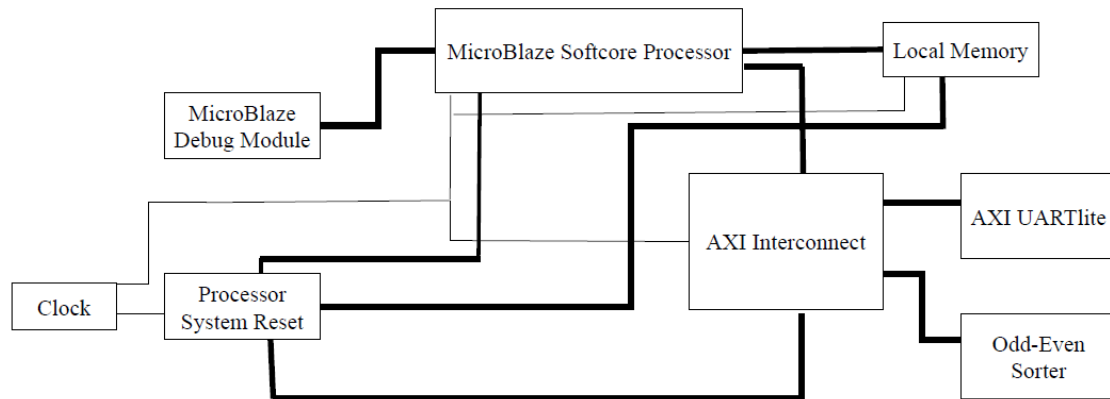 MicroBlaze Softcore Processor
Local Memory
MicroBlaze
Debug Module
AXI Interconnect
AXI UARTlite
Clock
Processor
System Reset
Odd-Even
Sorter